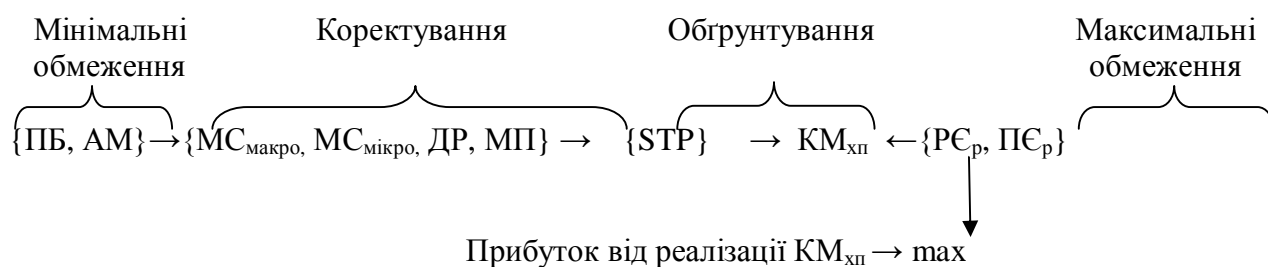 Мінімальні Коректування Обґрунтування Максимальні
обмеження обмеження
{ПБ, АМ}→{МСмакро, МСмікро, ДР, МП} → {STP} → КМхп ←{РЄр, ПЄр}
Прибуток від реалізації КМхп → max